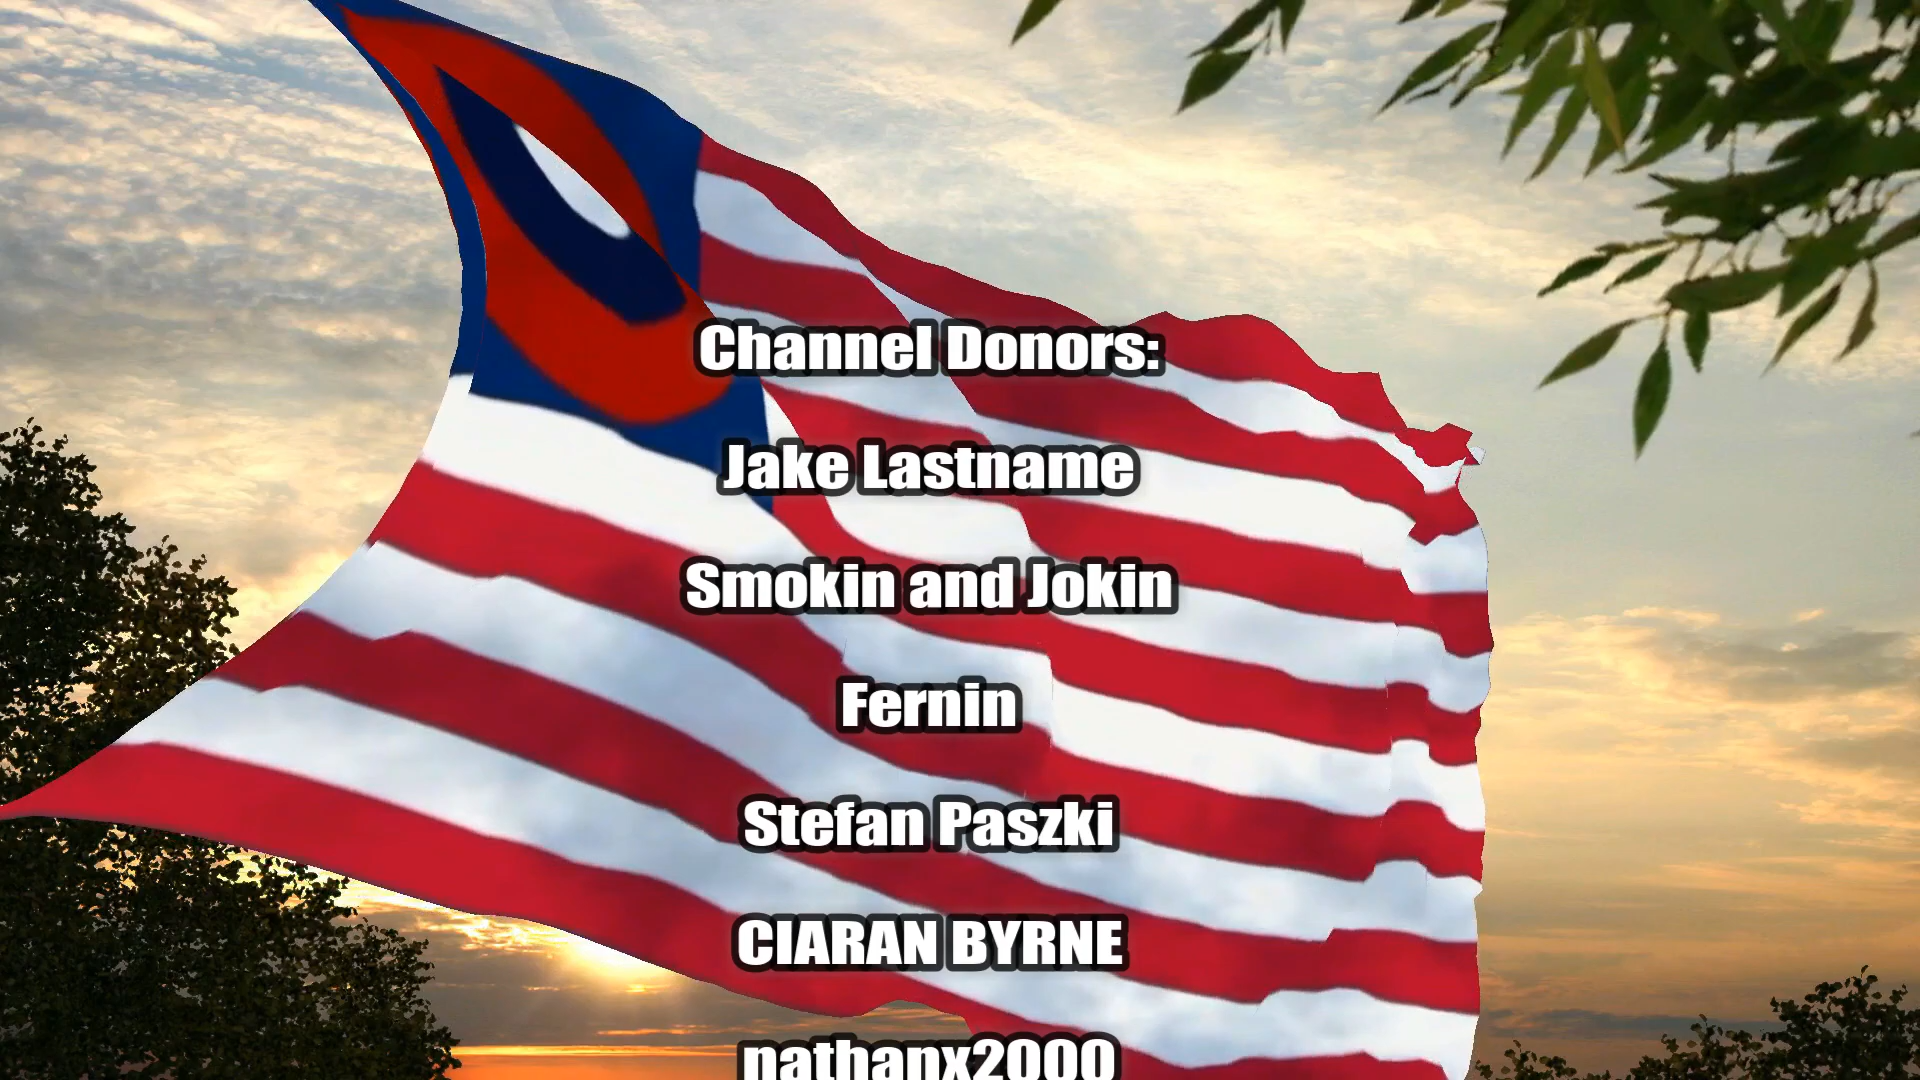 Channel Donors:
Jake Lastname
Smokin and Jokin
Fernin
Stefan Paszki
CIARAN BYRNE
nathanx2000